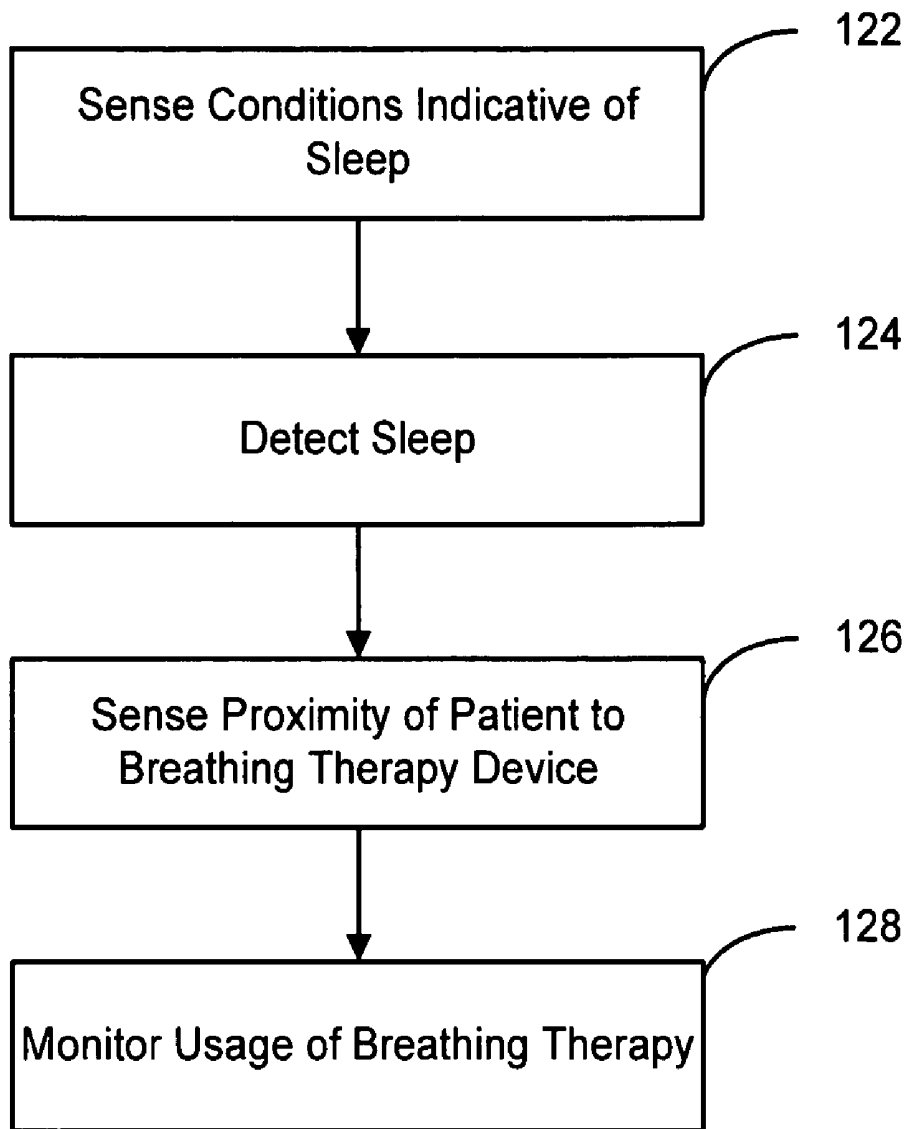 122
Sense Conditions Indicative of
Sleep
124
Detect Sleep
126
Sense Proximity of Patient to
Breathing Therapy Device
128
Monitor Usage of Breathing Therapy